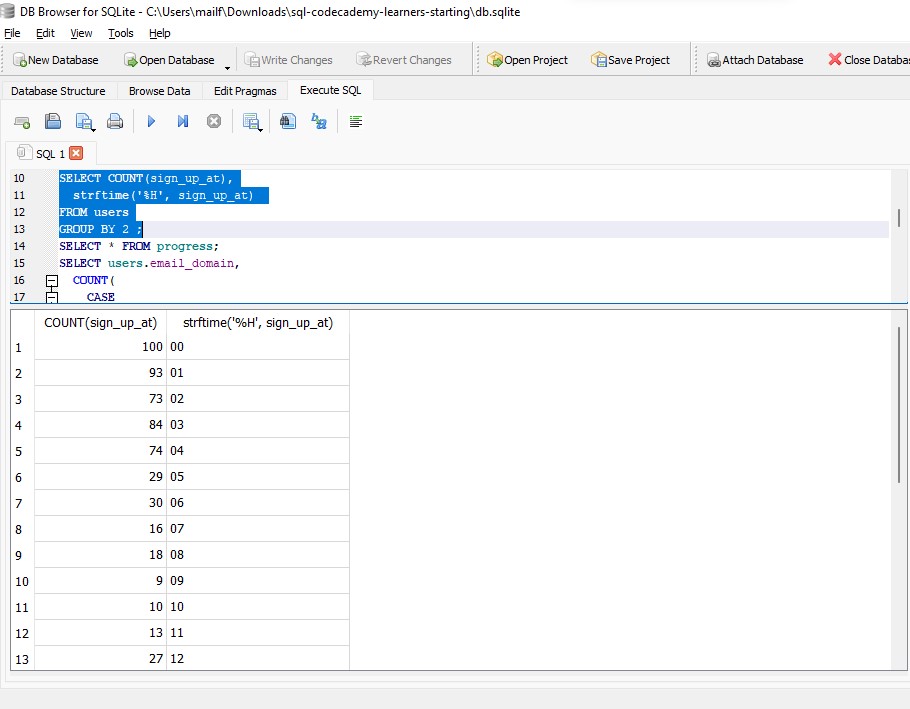 DB Browser for SQLite - C:\Users\mailf\Downloads\sql-codecademy-learners-starting\db.sqlite
File Edit View Tools Help
New Database Open Database Write Changes Revert Changes Open Project Save Project Attach Database Close Databas
Database Structure Browse Data Edit Pragmas Execute SQL
SQL 1
10 SELECT COUNT(sign_up_at),
11 strftime('%H', sign_up_at)
12 FROM users
13 GROUP BY 2 ;
14 SELECT * FROM progress;
15 SELECT users.email_domain,
16 COUNT(
17 CASE
COUNT(sign_up_at) strftime('%H', sign_up_at)
1 100 00
2 93 01
3 73 02
4 84 03
5 74 04
6 29 05
7 30 06
8 16 07
9 18 08
10 9 09
11 10 10
12 13 11
13 27 12